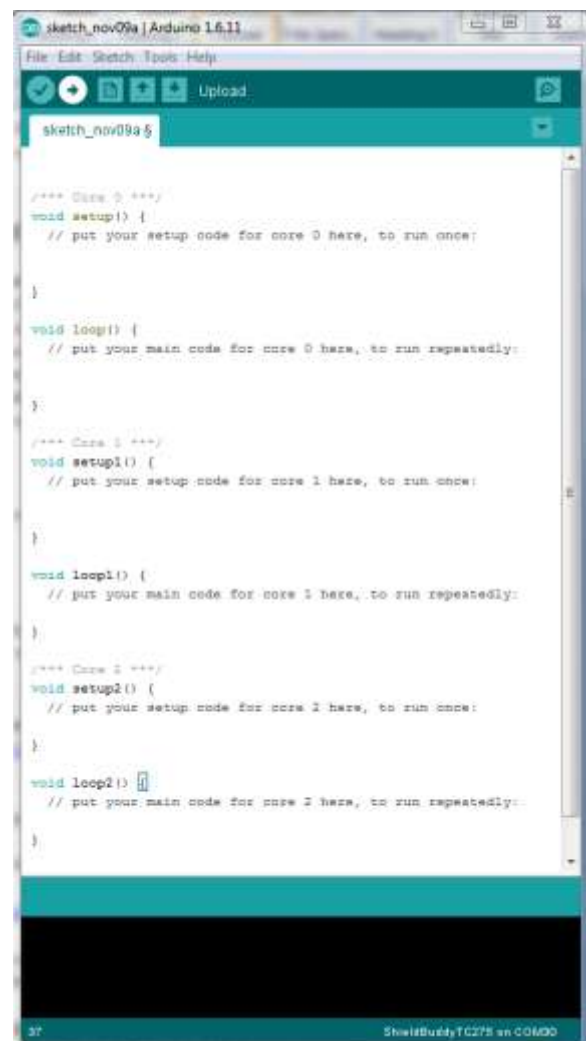 sketch_nov09a | Arduino 1.6.11
File Edit Sketch Tools Help
Upload
sketch_nov09a §
/*** Core 0 ***/
void setup() {
// put your setup code for core 0 here, to run once:
}
void loop() {
// put your main code for core 0 here, to run repeatedly:
}
/*** Core 1 ***/
void setup1() {
// put your setup code for core 1 here, to run once:
}
void loop1() {
// put your main code for core 1 here, to run repeatedly:
}
/*** Core 2 ***/
void setup2() {
// put your setup code for core 2 here, to run once:
}
void loop2() {
// put your main code for core 2 here, to run repeatedly:
}
37
ShieldBuddyTC275 on COM30